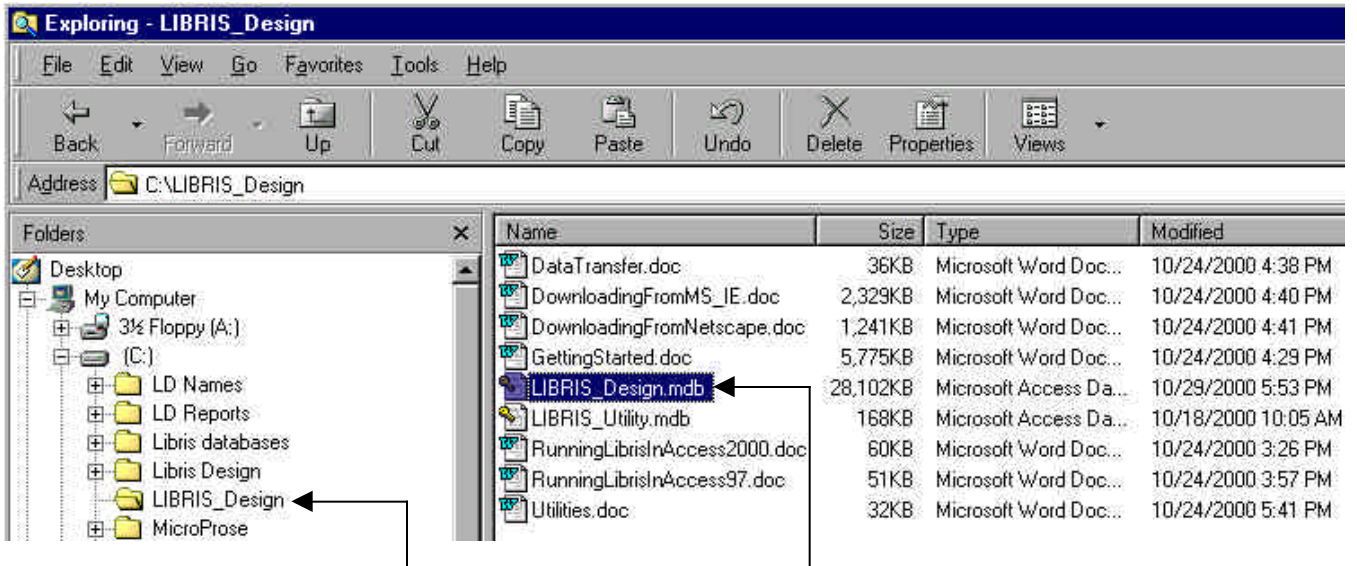 Exploring - LIBRIS_Design
File Edit View Go Favorites Tools Help
Back Forward Up Cut Copy Paste Undo Delete Properties Views
Address C:\LIBRIS_Design
Folders
Desktop
My Computer
3½ Floppy (A:)
(C:)
LD Names
LD Reports
Libris databases
Libris Design
LIBRIS_Design
MicroProse
Name Size Type Modified
DataTransfer.doc 36KB Microsoft Word Doc... 10/24/2000 4:38 PM
DownloadingFromMS_IE.doc 2,329KB Microsoft Word Doc... 10/24/2000 4:40 PM
DownloadingFromNetscape.doc 1,241KB Microsoft Word Doc... 10/24/2000 4:41 PM
GettingStarted.doc 5,775KB Microsoft Word Doc... 10/24/2000 4:29 PM
LIBRIS_Design.mdb 28,102KB Microsoft Access Da... 10/29/2000 5:53 PM
LIBRIS_Utility.mdb 168KB Microsoft Access Da... 10/18/2000 10:05 AM
RunningLibrisInAccess2000.doc 60KB Microsoft Word Doc... 10/24/2000 3:26 PM
RunningLibrisInAccess97.doc 51KB Microsoft Word Doc... 10/24/2000 3:57 PM
Utilities.doc 32KB Microsoft Word Doc... 10/24/2000 5:41 PM